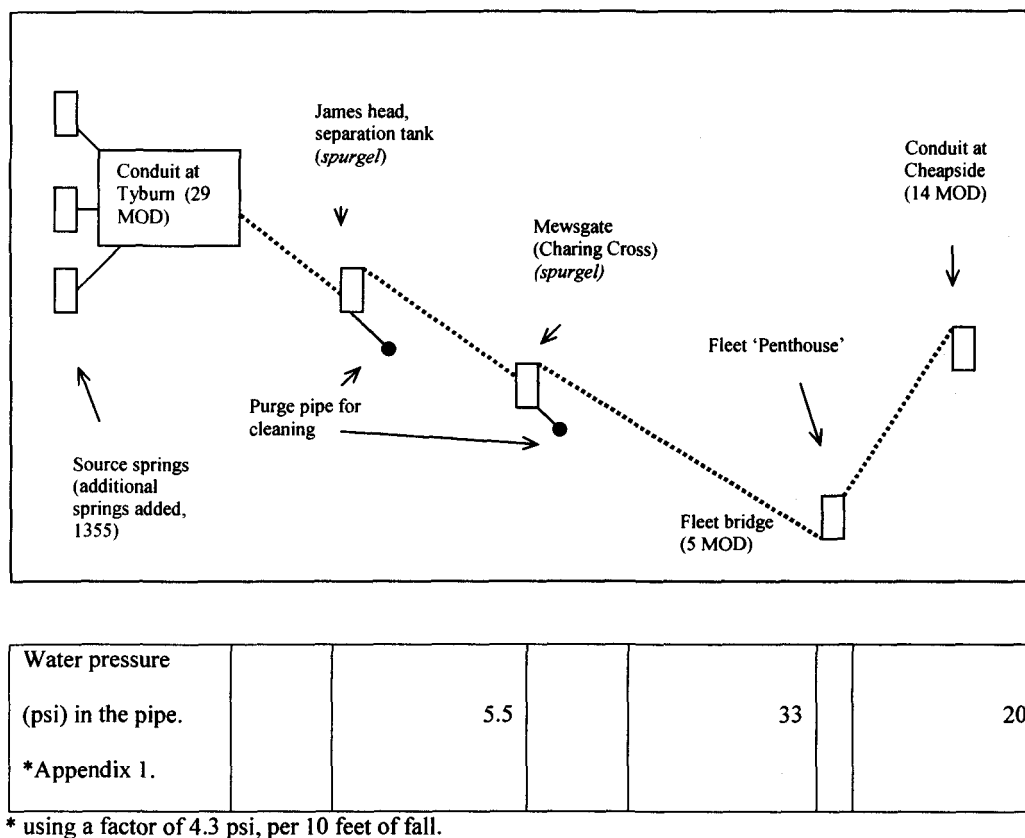 James head,
separation tank
(spurgel)
Conduit at
Tyburn (29
MOD)
Conduit at
Cheapside
(14 MOD)
Mewsgate
(Charing Cross)
(spurgel)
Fleet 'Penthouse'
Purge pipe for
cleaning
Source springs
(additional
springs added,
1355)
Fleet bridge
(5 MOD)
Water pressure
(psi) in the pipe. 5.5 33 20
*Appendix 1.
* using a factor of 4.3 psi, per 10 feet of fall.